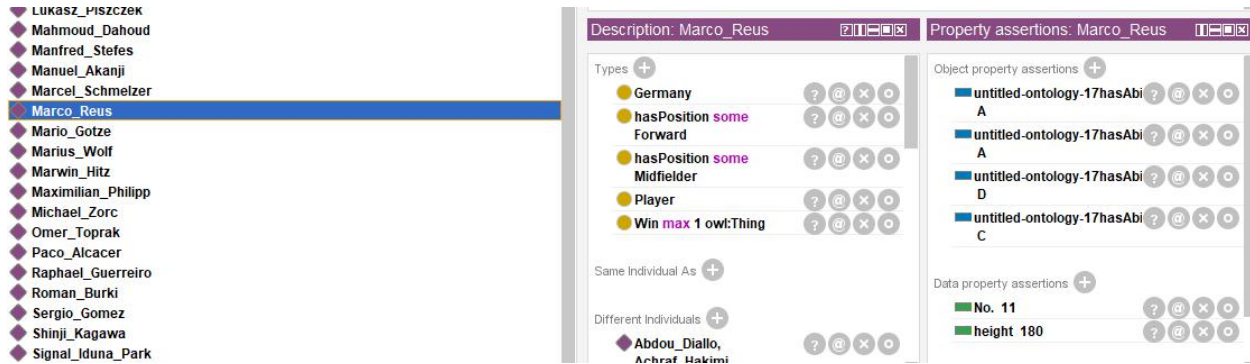 Lukasz_Piszczek
Mahmoud_Dahoud
Manfred_Stefes
Manuel_Akanji
Marcel_Schmelzer
Marco_Reus
Mario_Gotze
Marius_Wolf
Marwin_Hitz
Maximilian_Philipp
Michael_Zorc
Omer_Toprak
Paco_Alcacer
Raphael_Guerreiro
Roman_Burki
Sergio_Gomez
Shinji_Kagawa
Signal_Iduna_Park
Description: Marco_Reus
Types
Germany
hasPosition some
Forward
hasPosition some
Midfielder
Player
Win max 1 owl:Thing
Same Individual As
Different Individuals
Abdou_Diallo,
Achraf_Hakimi
Property assertions: Marco_Reus
Object property assertions
untitled-ontology-17hasAbi
A
untitled-ontology-17hasAbi
A
untitled-ontology-17hasAbi
D
untitled-ontology-17hasAbi
C
Data property assertions
No. 11
height 180